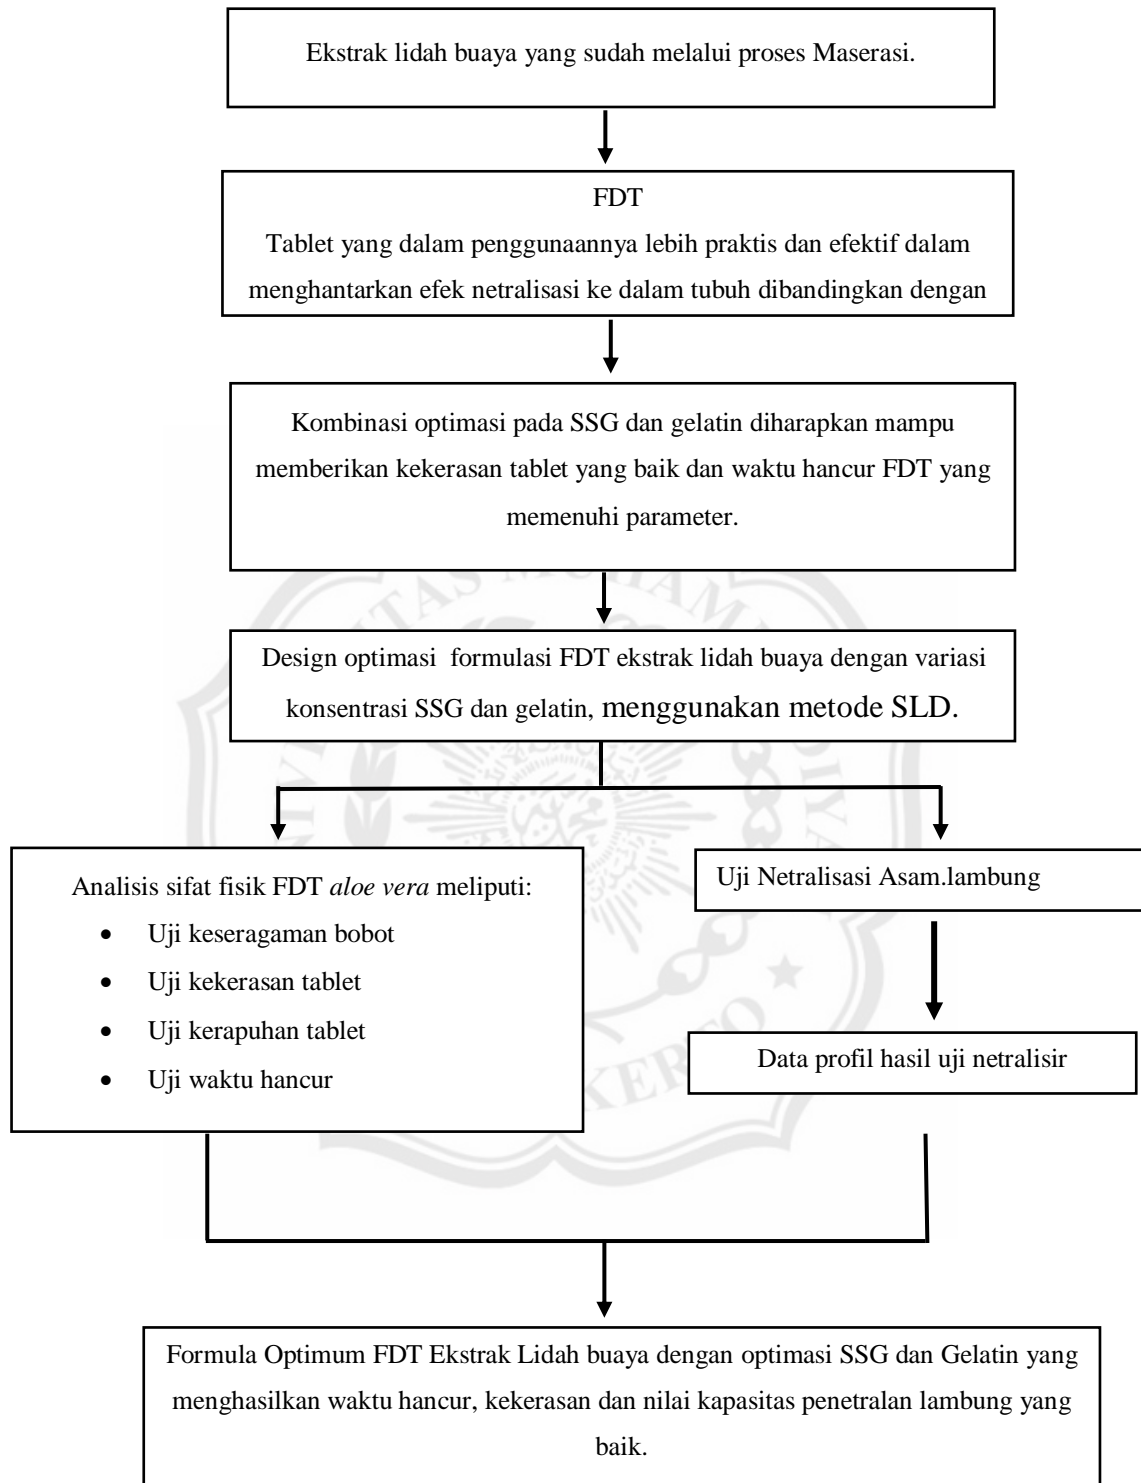 Ekstrak lidah buaya yang sudah melalui proses Maserasi.
FDT
Tablet yang dalam penggunaannya lebih praktis dan efektif dalam
menghantarkan efek netralisasi ke dalam tubuh dibandingkan dengan
Kombinasi optimasi pada SSG dan gelatin diharapkan mampu
memberikan kekerasan tablet yang baik dan waktu hancur FDT yang
memenuhi parameter.
Design optimasi formulasi FDT ekstrak lidah buaya dengan variasi
konsentrasi SSG dan gelatin, menggunakan metode SLD.
Analisis sifat fisik FDT aloe vera meliputi:
• Uji keseragaman bobot
• Uji kekerasan tablet
• Uji kerapuhan tablet
• Uji waktu hancur
Uji Netralisasi Asam.lambung
Data profil hasil uji netralisir
Formula Optimum FDT Ekstrak Lidah buaya dengan optimasi SSG dan Gelatin yang
menghasilkan waktu hancur, kekerasan dan nilai kapasitas penetralan lambung yang
baik.